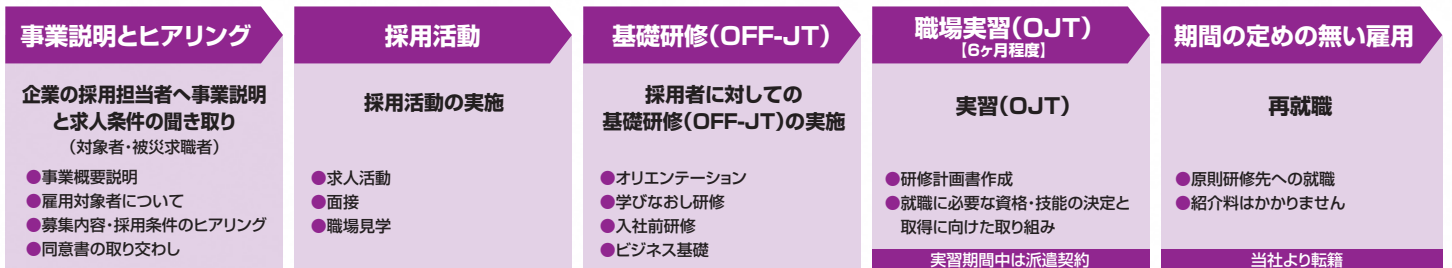 事業説明とヒアリング
企業の採用担当者へ事業説明
と求人条件の聞き取り
（対象者・被災求職者）
●事業概要説明
●雇用対象者について
●募集内容・採用条件のヒアリング
●同意書の取り交わし
採用活動
採用活動の実施
●求人活動
●面接
●職場見学
基礎研修（OFF-JT）
採用者に対しての
基礎研修（OFF-JT）の実施
●オリエンテーション
●学びなおし研修
●入社前研修
●ビジネス基礎
職場実習（OJT）
【6ヶ月程度】
実習（OJT）
●研修計画書作成
●就職に必要な資格・技能の決定と
取得に向けた取り組み
実習期間中は派遣契約
期間の定めの無い雇用
再就職
●原則研修先への就職
●紹介料はかかりません
当社より転籍